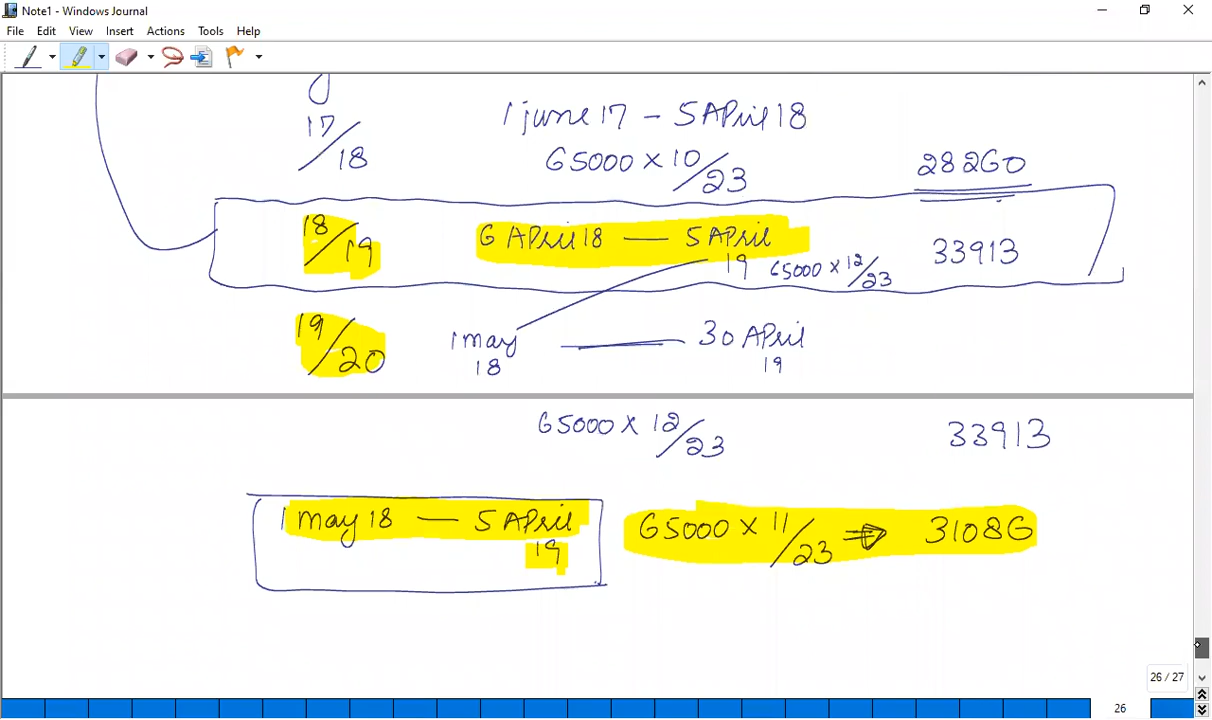 Note1 - Windows Journal
File Edit View Insert Actions Tools Help
17/18 1 june 17 - 5 April 18
65000 × 10/23 28260
18/19 6 April 18 — 5 April 19 65000 × 12/23 33913
19/20 1 may 18 — 30 April 19
65000 × 12/23 33913
1 may 18 — 5 April 19 65000 × 11/23 ⇒ 31086
26 / 27
26